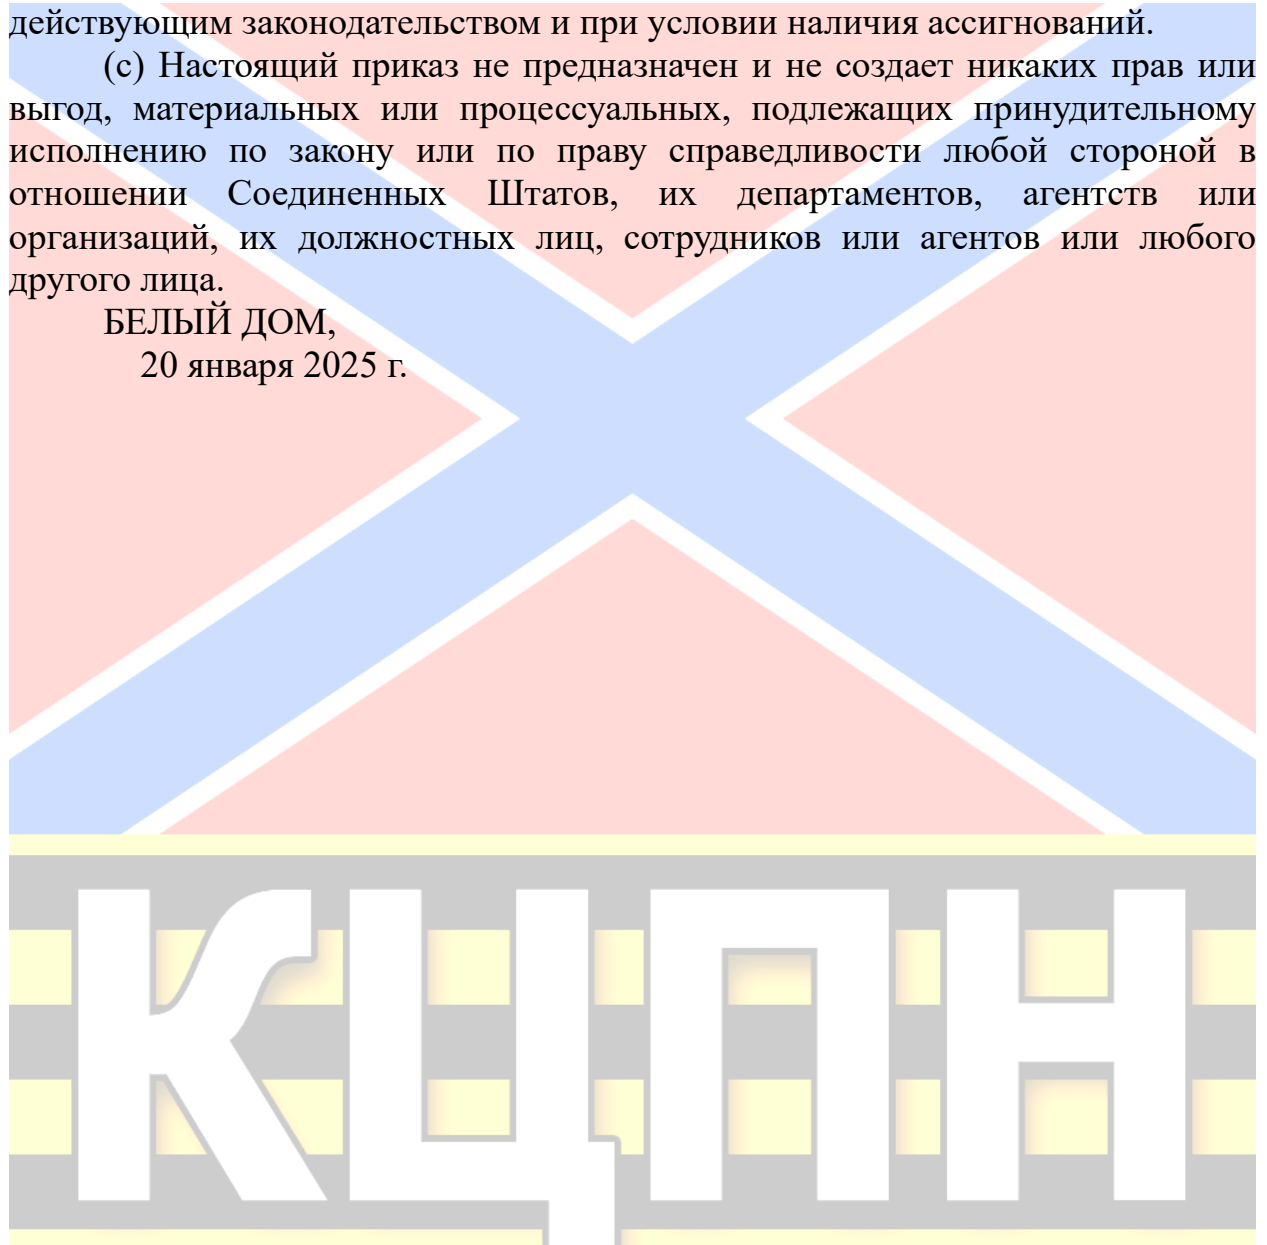 действующим законодательством и при условии наличия ассигнований.
(c) Настоящий приказ не предназначен и не создает никаких прав или
выгод, материальных или процессуальных, подлежащих принудительному
исполнению по закону или по праву справедливости любой стороной в
отношении Соединенных Штатов, их департаментов, агентств или
организаций, их должностных лиц, сотрудников или агентов или любого
другого лица.
БЕЛЫЙ ДОМ,
20 января 2025 г.
КЦПН